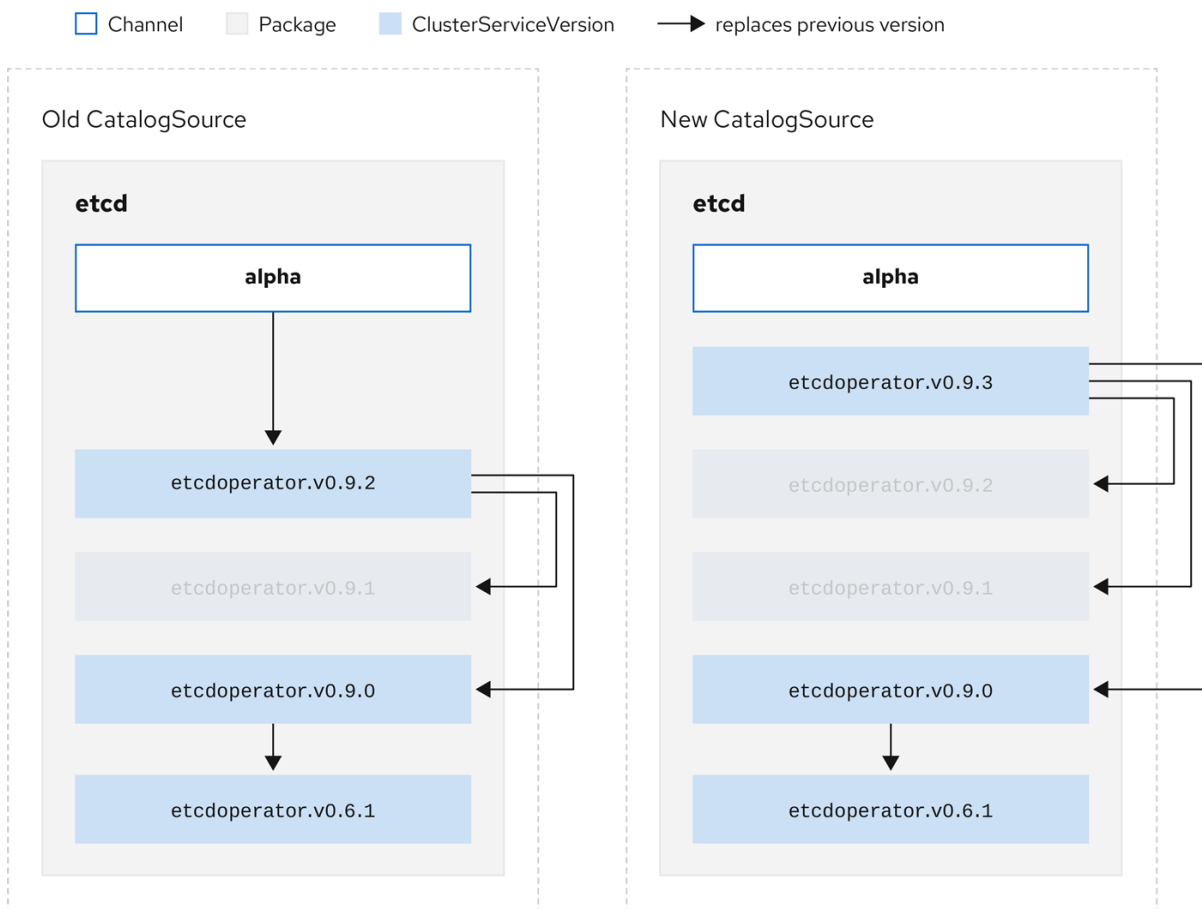 Channel Package ClusterServiceVersion replaces previous version
Old CatalogSource
etcd
alpha
etcdoperator.v0.9.2
etcdoperator.v0.9.1
etcdoperator.v0.9.0
etcdoperator.v0.6.1
New CatalogSource
etcd
alpha
etcdoperator.v0.9.3
etcdoperator.v0.9.2
etcdoperator.v0.9.1
etcdoperator.v0.9.0
etcdoperator.v0.6.1